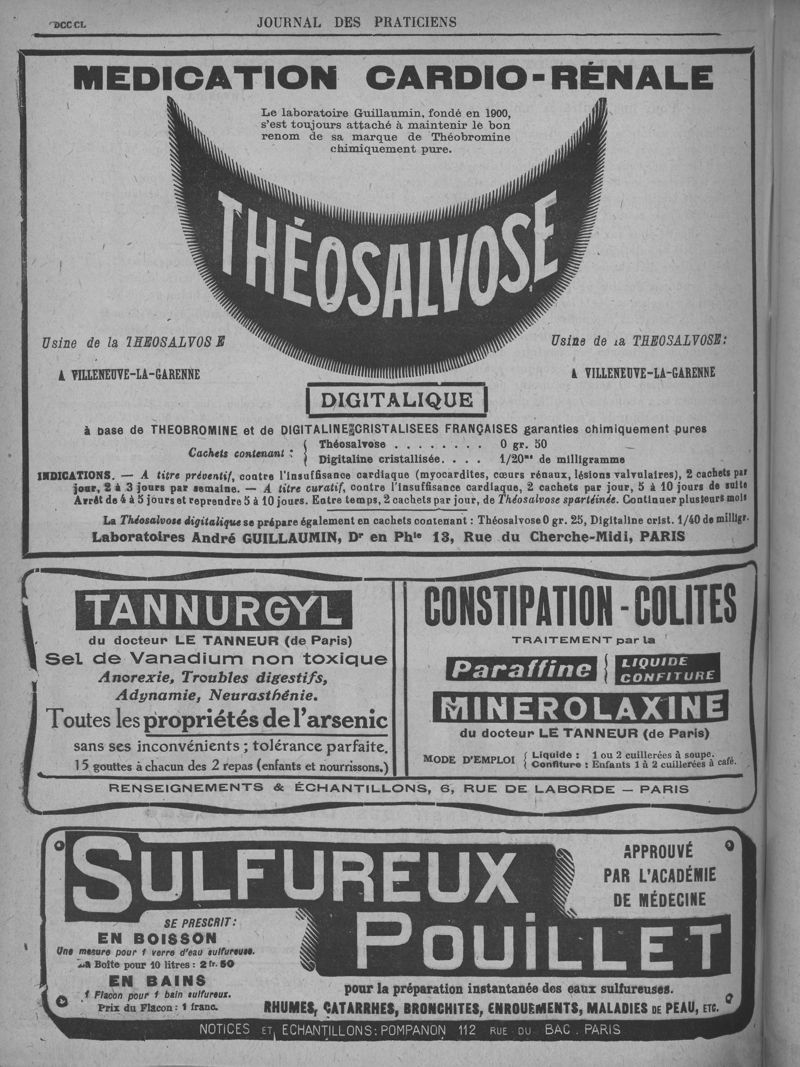 DCCCL
JOURNAL DES PRATICIENS
MEDICATION CARDIO-RÉNALE
Le laboratoire Guillaumin, fondé en 1900,
s'est toujours attaché à maintenir le bon
renom de sa marque de Théobromine
chimiquement pure.
THÉOSALVOSE
Usine de la THEOSALVOSE
A VILLENEUVE-LA-GARENNE
Usine de la THEOSALVOSE:
A VILLENEUVE-LA-GARENNE
DIGITALIQUE
à base de THEOBROMINE et de DIGITALINES CRISTALISEES FRANÇAISES garanties chimiquement pures
Cachets contenant : { Théosalvose . . . . . . . . 0 gr. 50
Digitaline cristallisée. . . . 1/20me de milligramme
INDICATIONS. — A titre préventif, contre l'insuffisance cardiaque (myocardites, cœurs rénaux, lésions valvulaires), 2 cachets par
jour, 2 à 3 jours par semaine. — A titre curatif, contre l'insuffisance cardiaque, 2 cachets par jour, 5 à 10 jours de suite
Arrêt de 4 à 5 jours et reprendre 5 à 10 jours. Entre temps, 2 cachets par jour, de Théosalvose spartéinée. Continuer plusieurs mois
La Théosalvose digitalique se prépare également en cachets contenant : Théosalvose 0 gr. 25, Digitaline crist. 1/40 de milligr.
Laboratoires André GUILLAUMIN, Dr en Phie 13, Rue du Cherche-Midi, PARIS
TANNURGYL
du docteur LE TANNEUR (de Paris)
Sel de Vanadium non toxique
Anorexie, Troubles digestifs,
Adynamie, Neurasthénie.
Toutes les propriétés de l'arsenic
sans ses inconvénients ; tolérance parfaite.
15 gouttes à chacun des 2 repas (enfants et nourrissons.)
CONSTIPATION - COLITES
TRAITEMENT par la
Paraffine { LIQUIDE
CONFITURE
MINEROLAXINE
du docteur LE TANNEUR (de Paris)
MODE D'EMPLOI { Liquide : 1 ou 2 cuillerées à soupe.
Confiture : Enfants 1 à 2 cuillerées à café.
RENSEIGNEMENTS & ÉCHANTILLONS, 6, RUE DE LABORDE — PARIS
SULFUREUX
POUILLET
APPROUVÉ
PAR L'ACADÉMIE
DE MÉDECINE
SE PRESCRIT:
EN BOISSON
Une mesure pour 1 verre d'eau sulfureuse.
La Boîte pour 10 litres : 2 fr. 50
EN BAINS
1 Flacon pour 1 bain sulfureux.
Prix du Flacon : 1 franc.
pour la préparation instantanée des eaux sulfureuses.
RHUMES, CATARRHES, BRONCHITES, ENROUEMENTS, MALADIES DE PEAU, ETC.
NOTICES ET ECHANTILLONS: POMPANON 112 RUE DU BAC. PARIS